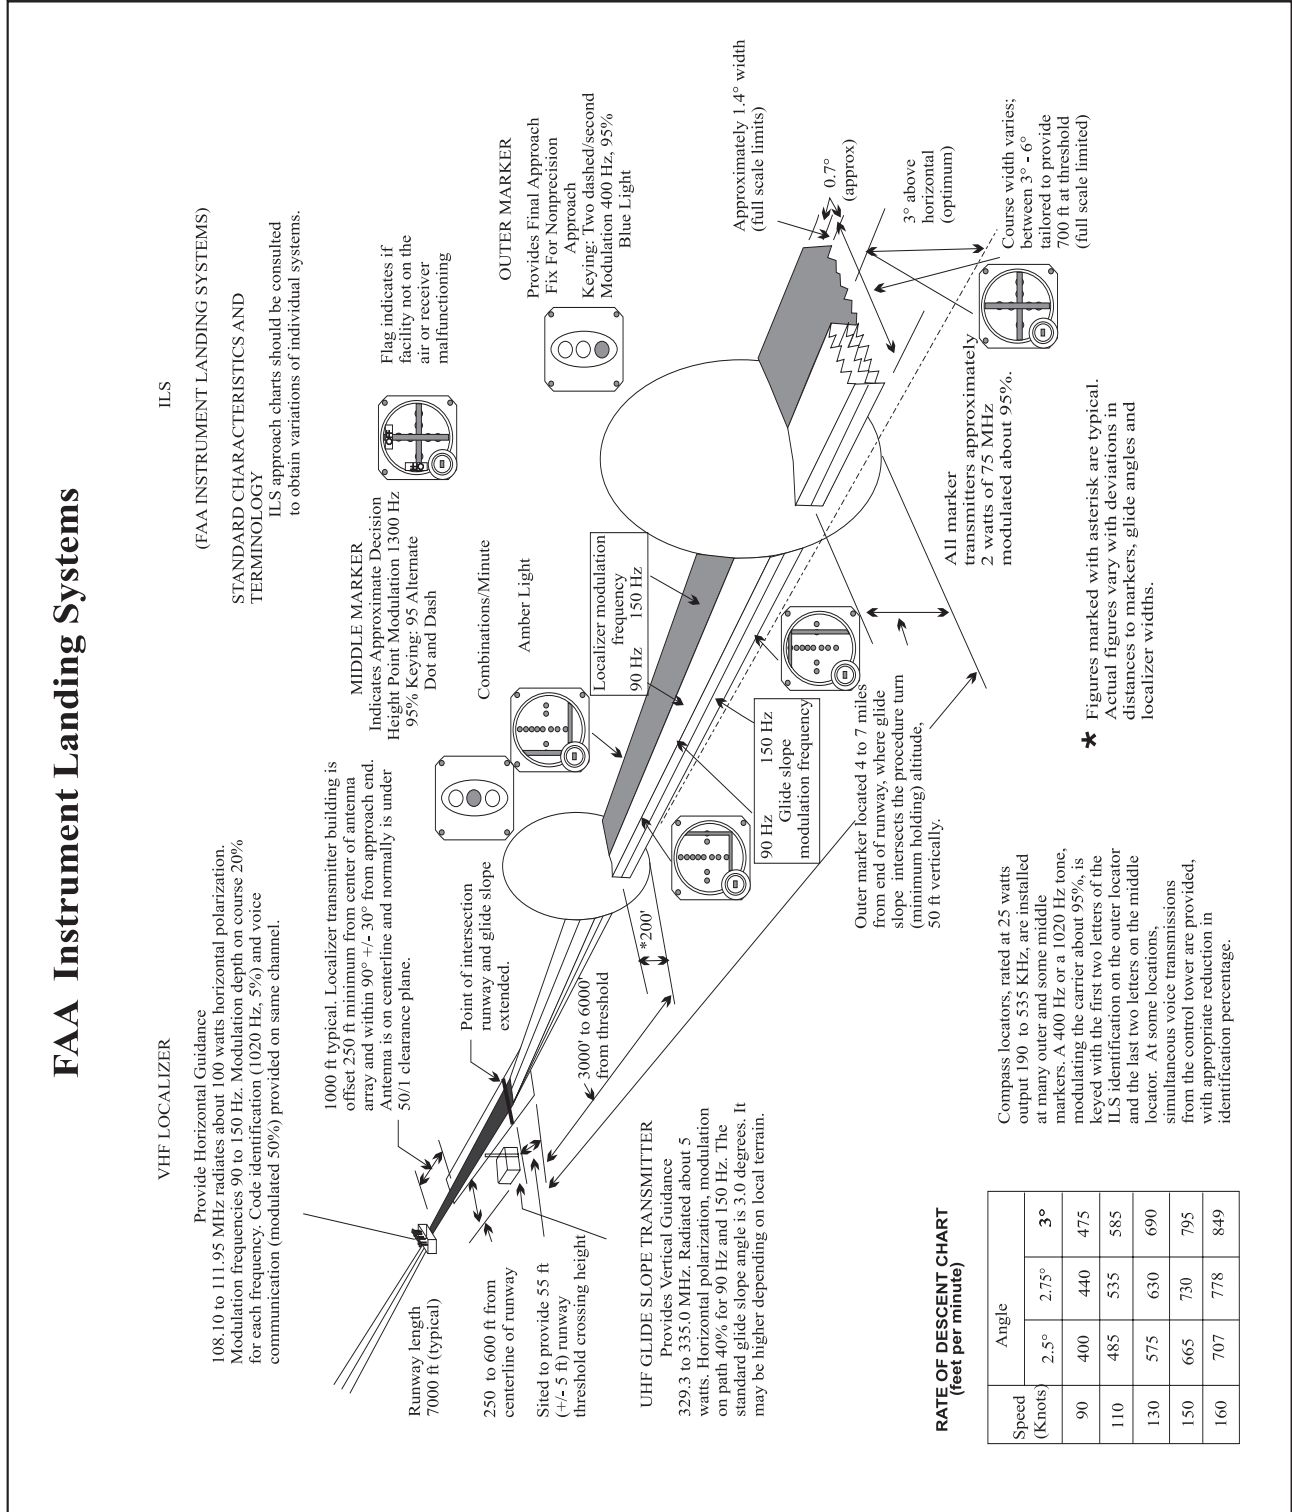 FAA Instrument Landing Systems
VHF LOCALIZER
Provide Horizontal Guidance
108.10 to 111.95 MHz radiates about 100 watts horizontal polarization.
Modulation frequencies 90 to 150 Hz. Modulation depth on course 20%
for each frequency. Code identification (1020 Hz, 5%) and voice
communication (modulated 50%) provided on same channel.
ILS
(FAA INSTRUMENT LANDING SYSTEMS)
STANDARD CHARACTERISTICS AND
TERMINOLOGY
ILS approach charts should be consulted
to obtain variations of individual systems.
1000 ft typical. Localizer transmitter building is
offset 250 ft minimum from center of antenna
array and within 90° +/- 30° from approach end.
Antenna is on centerline and normally is under
50/1 clearance plane.
MIDDLE MARKER
Indicates Approximate Decision
Height Point Modulation 1300 Hz
95% Keying: 95 Alternate
Dot and Dash
Combinations/Minute
Amber Light
OFF
OFF
Flag indicates if
facility not on the
air or receiver
malfunctioning
OUTER MARKER
Provides Final Approach
Fix For Nonprecision
Approach
Keying: Two dashed/second
Modulation 400 Hz, 95%
Blue Light
Runway length
7000 ft (typical)
250 to 600 ft from
centerline of runway
Sited to provide 55 ft
(+/- 5 ft) runway
threshold crossing height
Point of intersection
runway and glide slope
extended.
3000' to 6000'
from threshold
*200'
Localizer modulation
frequency
90 Hz 150 Hz
150 Hz
90 Hz
Glide slope
modulation frequency
Approximately 1.4° width
(full scale limits)
0.7°
(approx)
3° above
horizontal
(optimum)
Course width varies;
between 3° - 6°
tailored to provide
700 ft at threshold
(full scale limited)
UHF GLIDE SLOPE TRANSMITTER
Provides Vertical Guidance
329.3 to 335.0 MHz. Radiated about 5
watts. Horizontal polarization, modulation
on path 40% for 90 Hz and 150 Hz. The
standard glide slope angle is 3.0 degrees. It
may be higher depending on local terrain.
Outer marker located 4 to 7 miles
from end of runway, where glide
slope intersects the procedure turn
(minimum holding) altitude,
50 ft vertically.
All marker
transmitters approximately
2 watts of 75 MHz
modulated about 95%.
RATE OF DESCENT CHART
(feet per minute)
Speed
(Knots)
Angle
2.5° 2.75° 3°
90 400 440 475
110 485 535 585
130 575 630 690
150 665 730 795
160 707 778 849
Compass locators, rated at 25 watts
output 190 to 535 KHz, are installed
at many outer and some middle
markers. A 400 Hz or a 1020 Hz tone,
modulating the carrier about 95%, is
keyed with the first two letters of the
ILS identification on the outer locator
and the last two letters on the middle
locator. At some locations,
simultaneous voice transmissions
from the control tower are provided,
with appropriate reduction in
identification percentage.
* Figures marked with asterisk are typical.
Actual figures vary with deviations in
distances to markers, glide angles and
localizer widths.